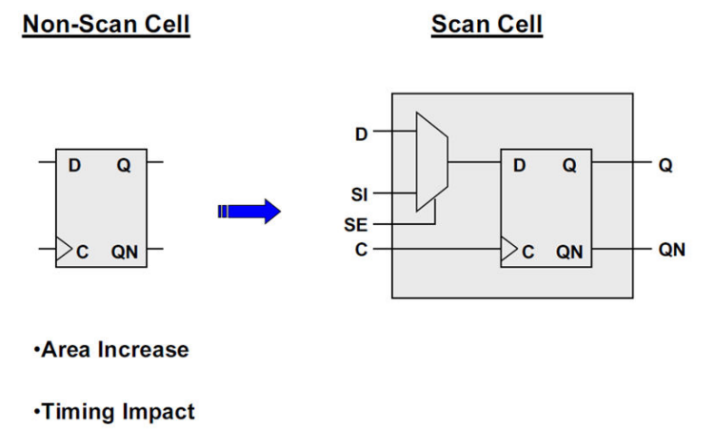 Non-Scan Cell
Scan Cell
D Q
C QN
D
SI
SE
C
D Q
C QN
Q
QN
•Area Increase
•Timing Impact